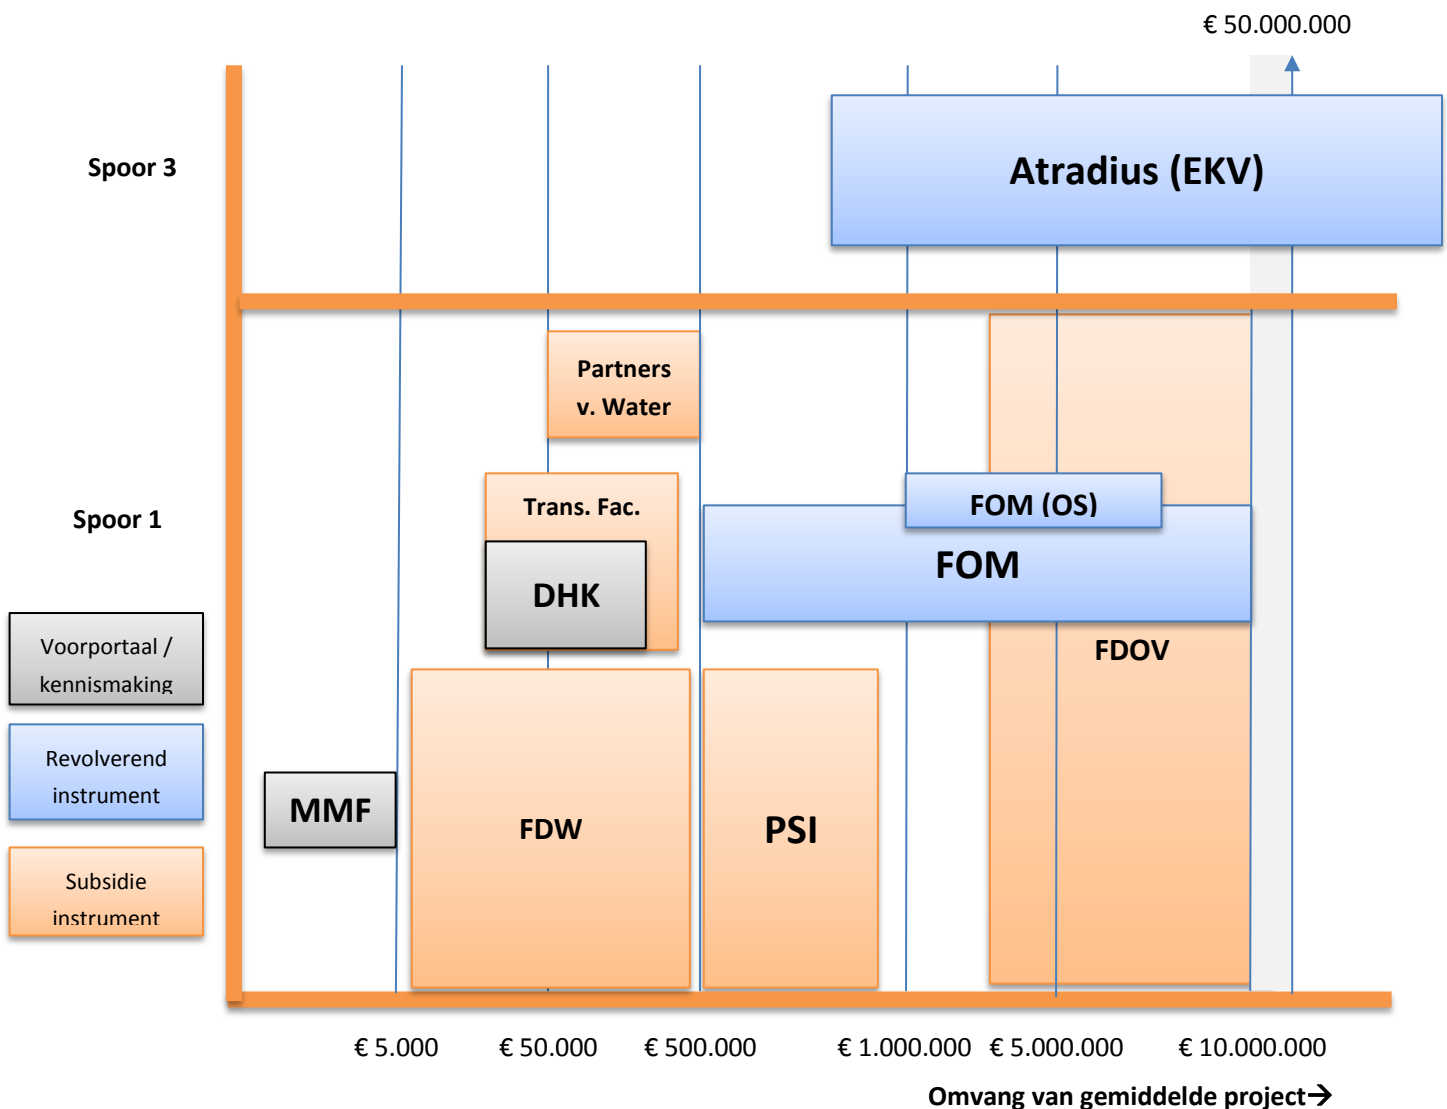 € 50.000.000
Spoor 3
Atradius (EKV)
Partners
v. Water
Spoor 1
Trans. Fac.
FOM (OS)
FOM
DHK
Voorportaal /
kennismaking
FDOV
Revolverend
instrument
MMF
FDW
PSI
Subsidie
instrument
€ 5.000
€ 50.000
€ 500.000
€ 1.000.000
€ 5.000.000
€ 10.000.000
Omvang van gemiddelde project→